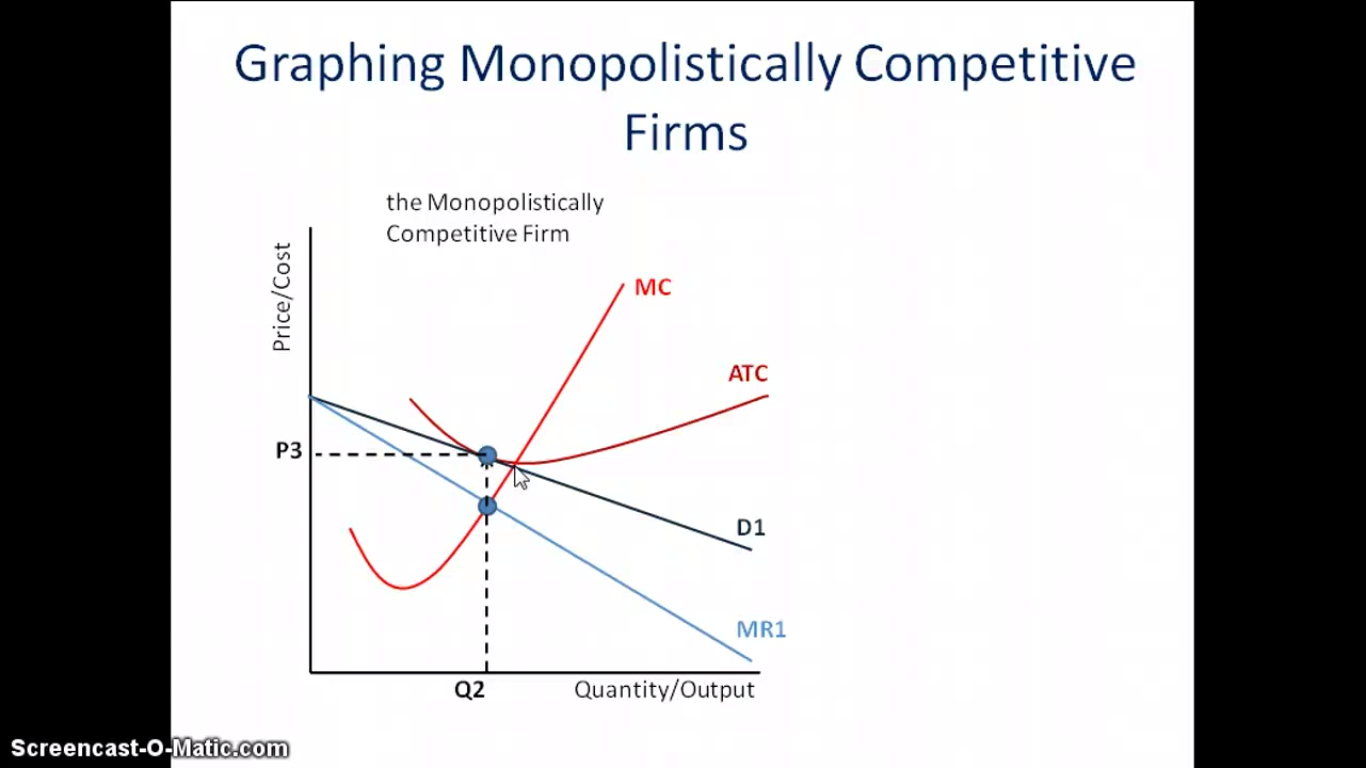 Graphing Monopolistically Competitive
Firms
the Monopolistically
Competitive Firm
Price/Cost
MC
ATC
P3
D1
MR1
Q2
Quantity/Output
Screencast-O-Matic.com